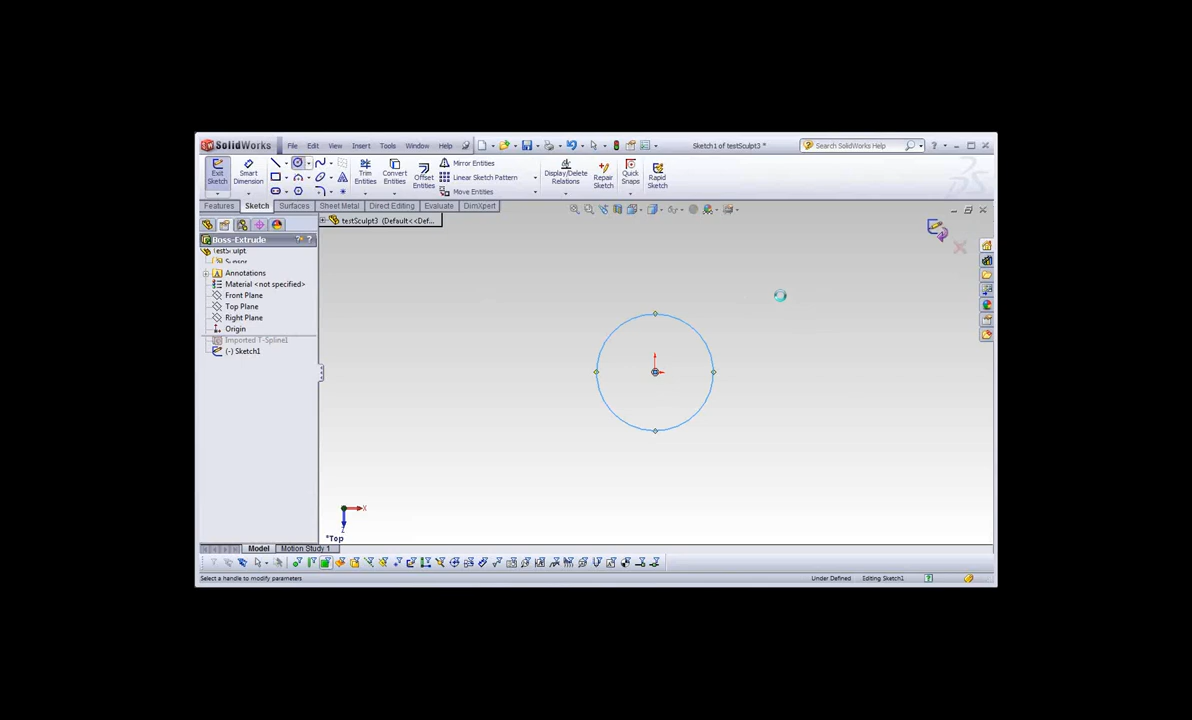 SolidWorks File Edit View Insert Tools Window Help Sketch1 of testSculpt3 * Search SolidWorks Help
Exit Sketch Smart Dimension Trim Entities Convert Entities Offset Entities Mirror Entities Linear Sketch Pattern Move Entities Display/Delete Relations Repair Sketch Quick Snaps Rapid Sketch
Features Sketch Surfaces Sheet Metal Direct Editing Evaluate DimXpert
testSculpt3 (Default<<Def...
Boss-Extrude
TestSculpt
Sensor
Annotations
Material <not specified>
Front Plane
Top Plane
Right Plane
Origin
Imported T-Spline1
(-) Sketch1
X
Z
*Top
Model Motion Study 1
Select a handle to modify parameters Under Defined Editing Sketch1